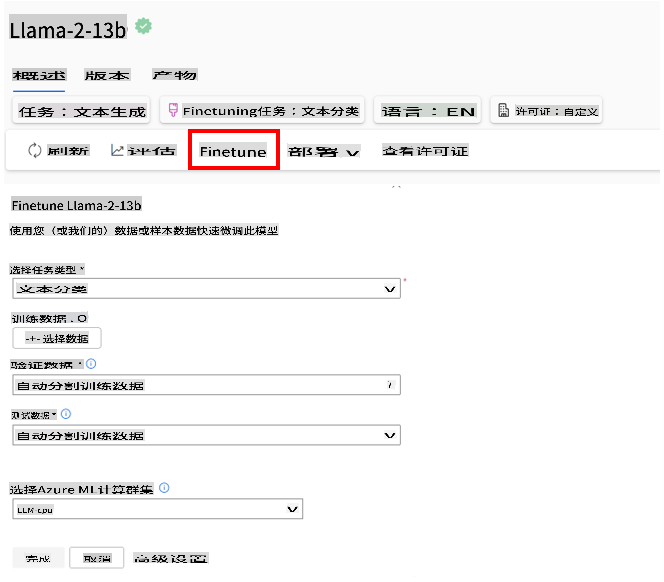 Llama-2-13b
概述 版本 产物
任务：文本生成 Finetuning任务：文本分类 语言：EN 许可证：自定义
刷新 评估 Finetune 部署 查看许可证
Finetune Llama-2-13b
使用您（或我们的）数据或样本数据快速微调此模型
选择任务类型 *
文本分类
训练数据 . O
-+- 选择数据
验证数据 *
自动分割训练数据
测试数据 *
自动分割训练数据
选择Azure ML计算群集
LLM-cpu
完成 取消 高级设置